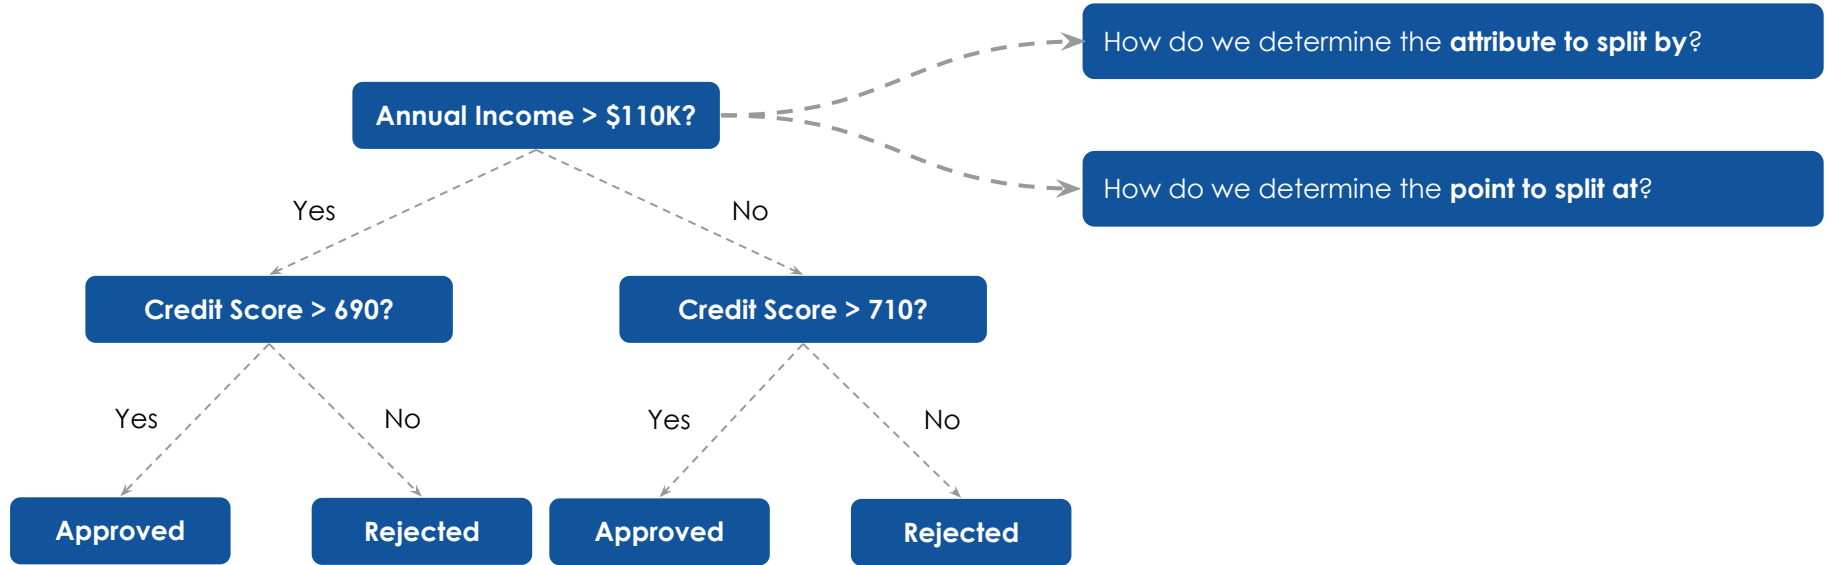 How do we determine the attribute to split by?
Annual Income > $110K?
How do we determine the point to split at?
Yes
No
Credit Score > 690?
Credit Score > 710?
Yes
No
Yes
No
Approved
Rejected
Approved
Rejected